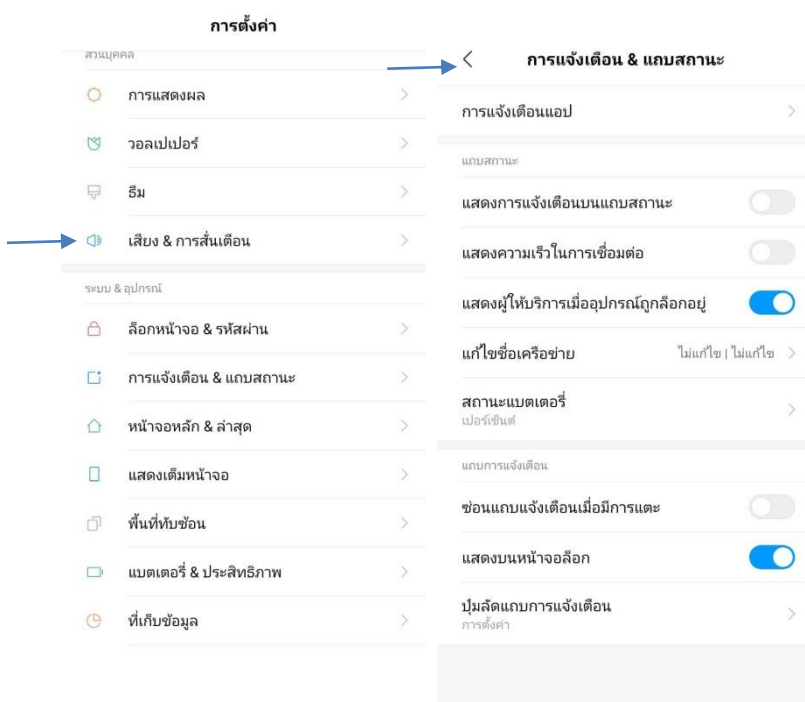 การตั้งค่า
ส่วนบุคคล
การแสดงผล
วอลเปเปอร์
ธีม
เสียง & การสั่นเตือน
ระบบ & อุปกรณ์
ล็อกหน้าจอ & รหัสผ่าน
การแจ้งเตือน & แถบสถานะ
หน้าจอหลัก & ล่าสุด
แสดงเต็มหน้าจอ
พื้นที่ทับซ้อน
แบตเตอรี่ & ประสิทธิภาพ
ที่เก็บข้อมูล
การแจ้งเตือน & แถบสถานะ
การแจ้งเตือนแอป
แถบสถานะ
แสดงการแจ้งเตือนบนแถบสถานะ
แสดงความเร็วในการเชื่อมต่อ
แสดงผู้ให้บริการเมื่ออุปกรณ์ถูกล็อกอยู่
แก้ไขชื่อเครือข่าย ไม่แก้ไข | ไม่แก้ไข
สถานะแบตเตอรี่
เปอร์เซ็นต์
แถบการแจ้งเตือน
ซ่อนแถบแจ้งเตือนเมื่อมีการแตะ
แสดงบนหน้าจอล็อก
ปุ่มลัดแถบการแจ้งเตือน
การตั้งค่า